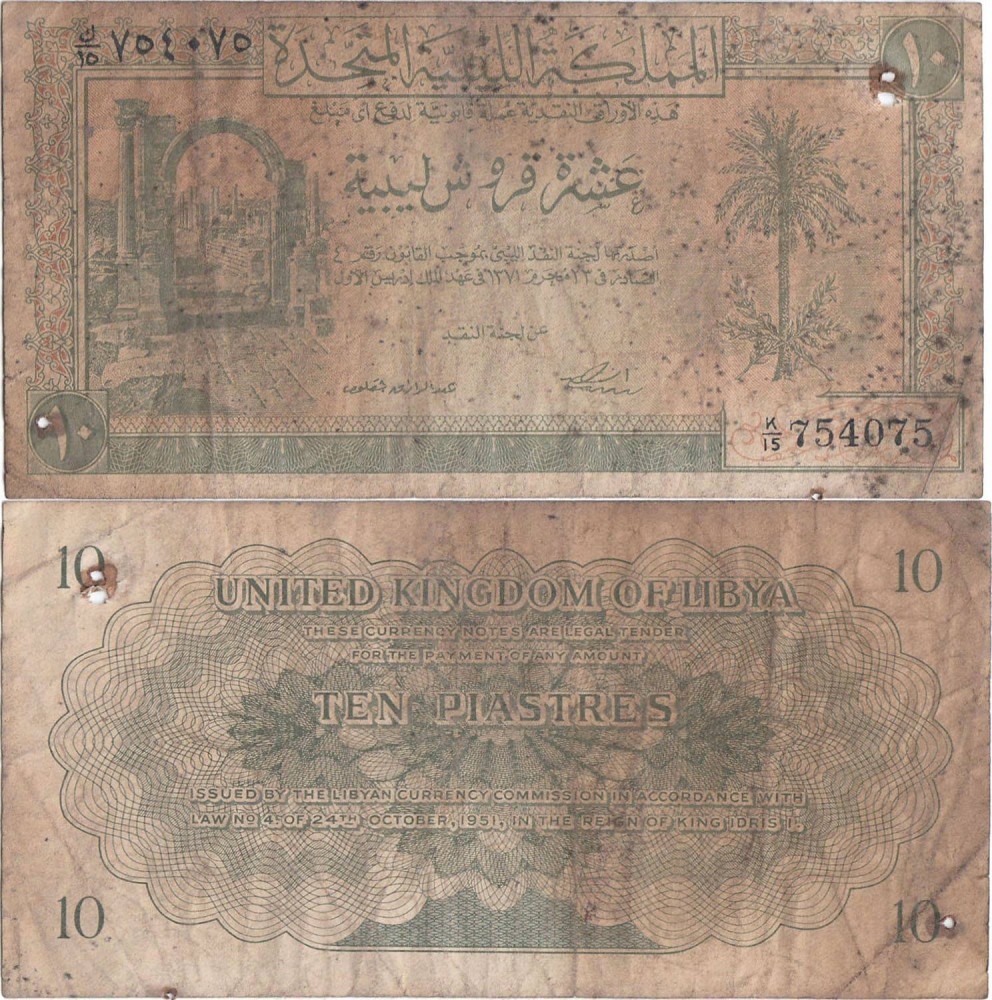 ك/١٥ ٧٥٤٠٧٥
المملكة الليبية المتحدة
١٠
هذه الأوراق النقدية عملة قانونية لدفع أي مبلغ
عشرة قروش ليبية
أصدرتها لجنة النقد الليبي بموجب القانون رقم ٤
الصادر في ٢٣ محرم ١٣٧١ في عهد الملك إدريس الأول
عن لجنة النقد
١٠
K/15 754075
10
10
UNITED KINGDOM OF LIBYA
THESE CURRENCY NOTES ARE LEGAL TENDER
FOR THE PAYMENT OF ANY AMOUNT
TEN PIASTRES
ISSUED BY THE LIBYAN CURRENCY COMMISSION IN ACCORDANCE WITH
LAW Nº 4. OF 24TH OCTOBER, 1951, IN THE REIGN OF KING IDRIS I.
10
10